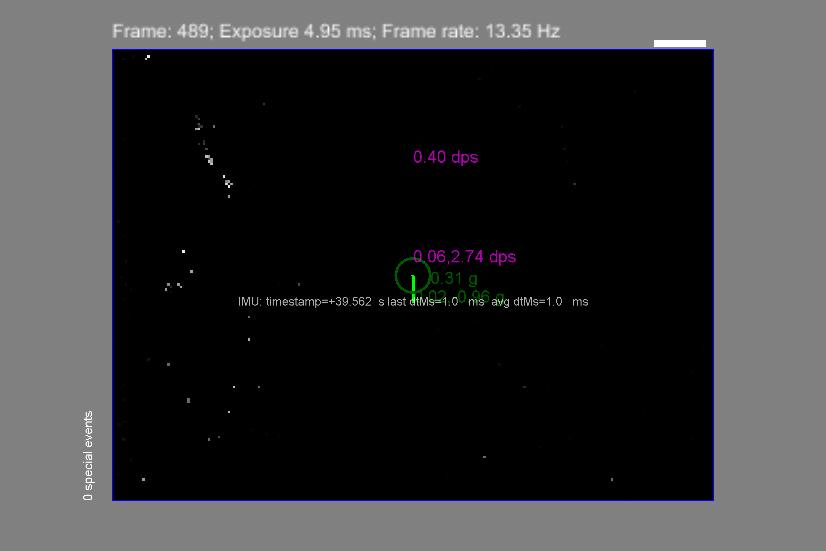 Frame: 489; Exposure 4.95 ms; Frame rate: 13.35 Hz
0.40 dps
0.06,2.74 dps
0.31 g
0.96 g
IMU: timestamp=+39.562 s last dtMs=1.0 ms avg dtMs=1.0 ms
0 special events